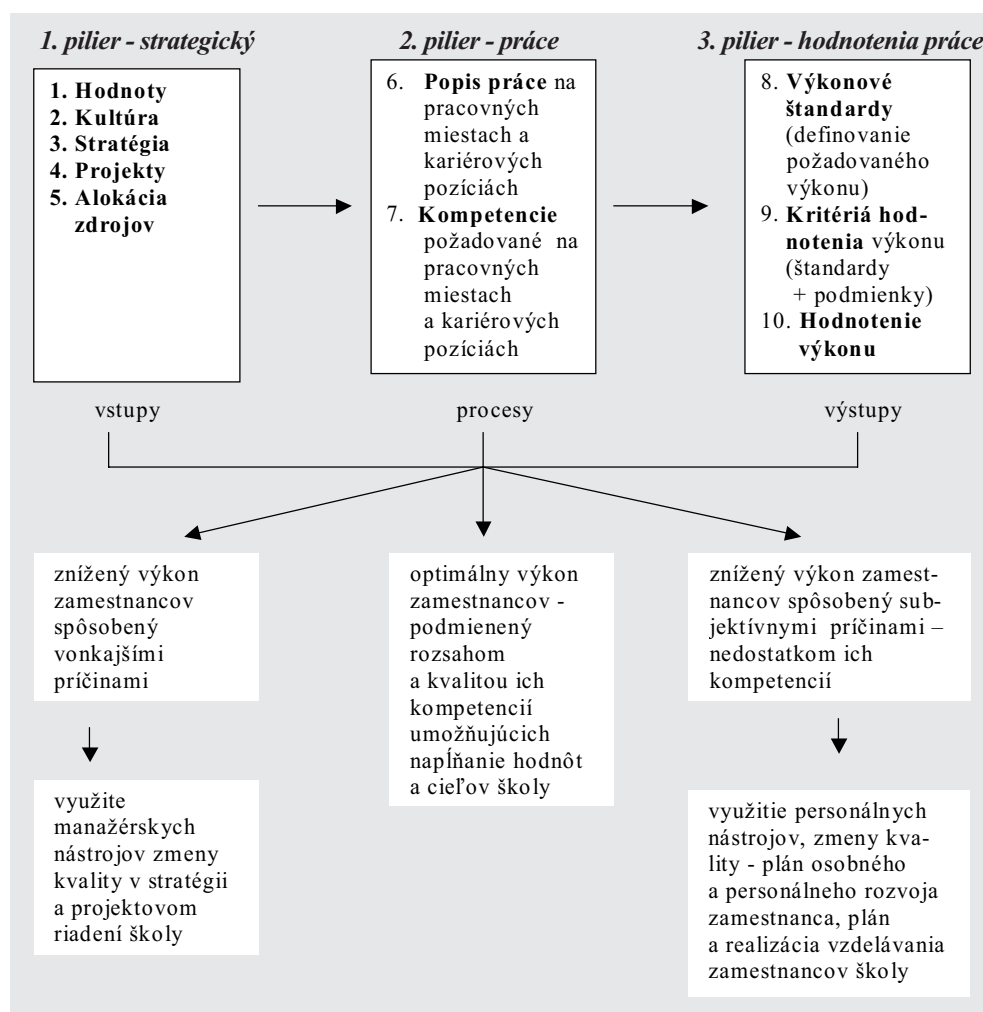 1. pilier - strategický
1. Hodnoty
2. Kultúra
3. Stratégia
4. Projekty
5. Alokácia
zdrojov
2. pilier - práce
6. Popis práce na
pracovných
miestach a
kariérových
pozíciách
7. Kompetencie
požadované na
pracovných
miestach
a kariérových
pozíciách
3. pilier - hodnotenia práce
8. Výkonové
štandardy
(definovanie
požadovaného
výkonu)
9. Kritériá hod-
notenia výkonu
(štandardy
+ podmienky)
10. Hodnotenie
výkonu
vstupy
procesy
výstupy
znížený výkon
zamestnancov
spôsobený
vonkajšími
príčinami
optimálny výkon
zamestnancov -
podmienený
rozsahom
a kvalitou ich
kompetencií
umožňujúcich
napĺňanie hodnôt
a cieľov školy
znížený výkon zamest-
nancov spôsobený sub-
jektívnymi príčinami –
nedostatkom ich
kompetencií
využite
manažérskych
nástrojov zmeny
kvality v stratégii
a projektovom
riadení školy
využitie personálnych
nástrojov, zmeny kva-
lity - plán osobného
a personálneho rozvoja
zamestnanca, plán
a realizácia vzdelávania
zamestnancov školy